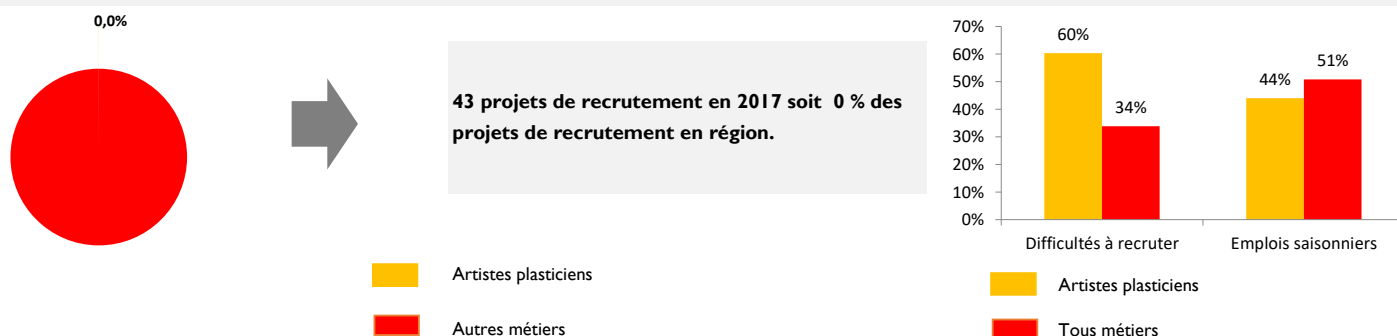 0,0%
43 projets de recrutement en 2017 soit 0 % des
projets de recrutement en région.
Artistes plasticiens
Autres métiers
70%
60%
50%
40%
30%
20%
10%
0%
60%
34%
44%
51%
Difficultés à recruter
Emplois saisonniers
Artistes plasticiens
Tous métiers